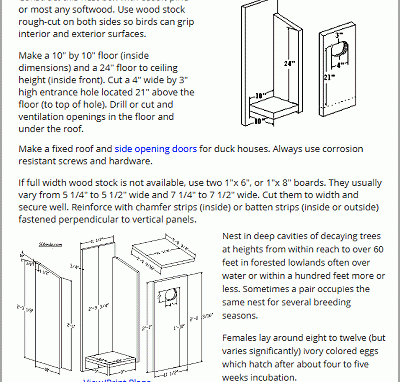 or most any softwood. Use wood stock
rough-cut on both sides so birds can grip
interior and exterior surfaces.
Make a 10" by 10" floor (inside
dimensions) and a 24" floor to ceiling
height (inside front). Cut a 4" wide by 3"
high entrance hole located 21" above the
floor (to top of hole). Drill or cut and
ventilation openings in the floor and
under the roof.
3"
24"
4"
21"
10"
10"
Make a fixed roof and side opening doors for duck houses. Always use corrosion
resistant screws and hardware.
If full width wood stock is not available, use two 1"x 6", or 1"x 8" boards. They usually
vary from 5 1/4" to 5 1/2" wide and 7 1/4" to 7 1/2" wide. Cut them to width and
secure well. Reinforce with chamfer strips (inside) or batten strips (inside or outside)
fastened perpendicular to vertical panels.
Nest in deep cavities of decaying trees
at heights from within reach to over 60
feet in forested lowlands often over
water or within a hundred feet more or
less. Sometimes a pair occupies the
same nest for several breeding
seasons.
Females lay around eight to twelve (but
varies significantly) ivory colored eggs
which hatch after about four to five
weeks incubation.
11 1/2"
View/Print Plans